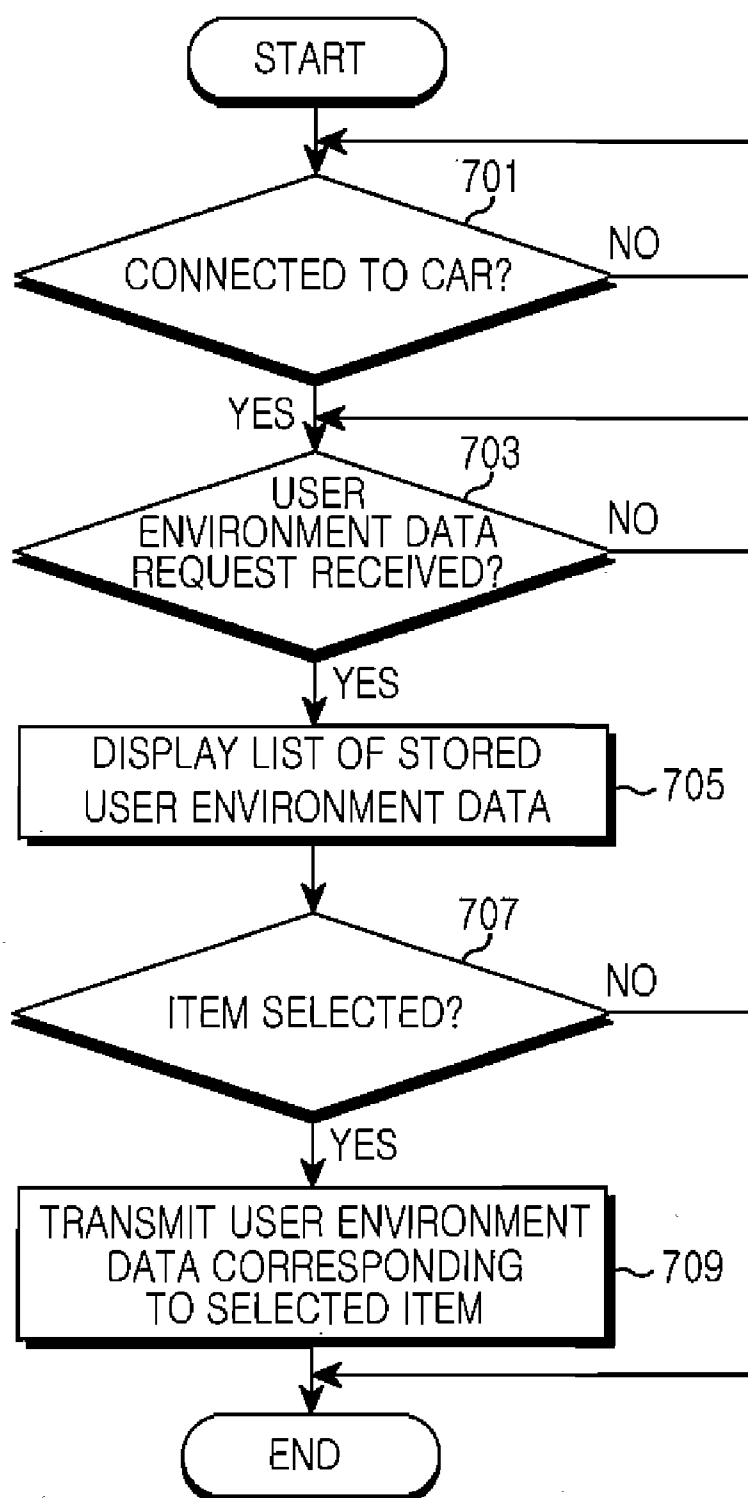 START
701
CONNECTED TO CAR?
NO
YES
703
USER
ENVIRONMENT DATA
REQUEST RECEIVED?
NO
YES
DISPLAY LIST OF STORED
USER ENVIRONMENT DATA
705
707
ITEM SELECTED?
NO
YES
TRANSMIT USER ENVIRONMENT
DATA CORRESPONDING
TO SELECTED ITEM
709
END